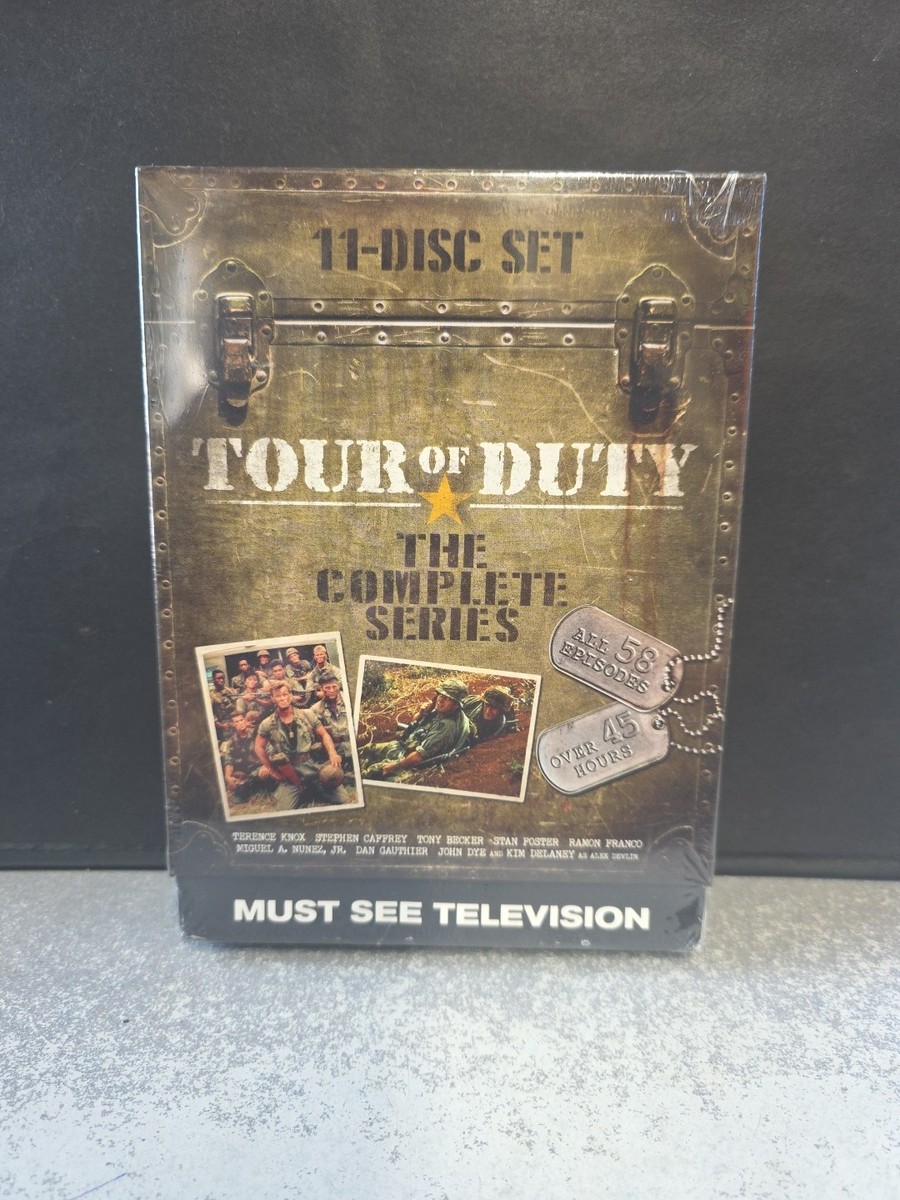 11-DISC SET
TOUR OF DUTY
THE
COMPLETE
SERIES
ALL 58
EPISODES
OVER 45
HOURS
TERENCE KNOX STEPHEN CAFFREY TONY BECKER STAN FOSTER RAMON FRANCO
MIGUEL A. NUNEZ, JR. DAN GAUTHIER JOHN DYE AND KIM DELANEY AS ALEX DEVLIN
MUST SEE TELEVISION